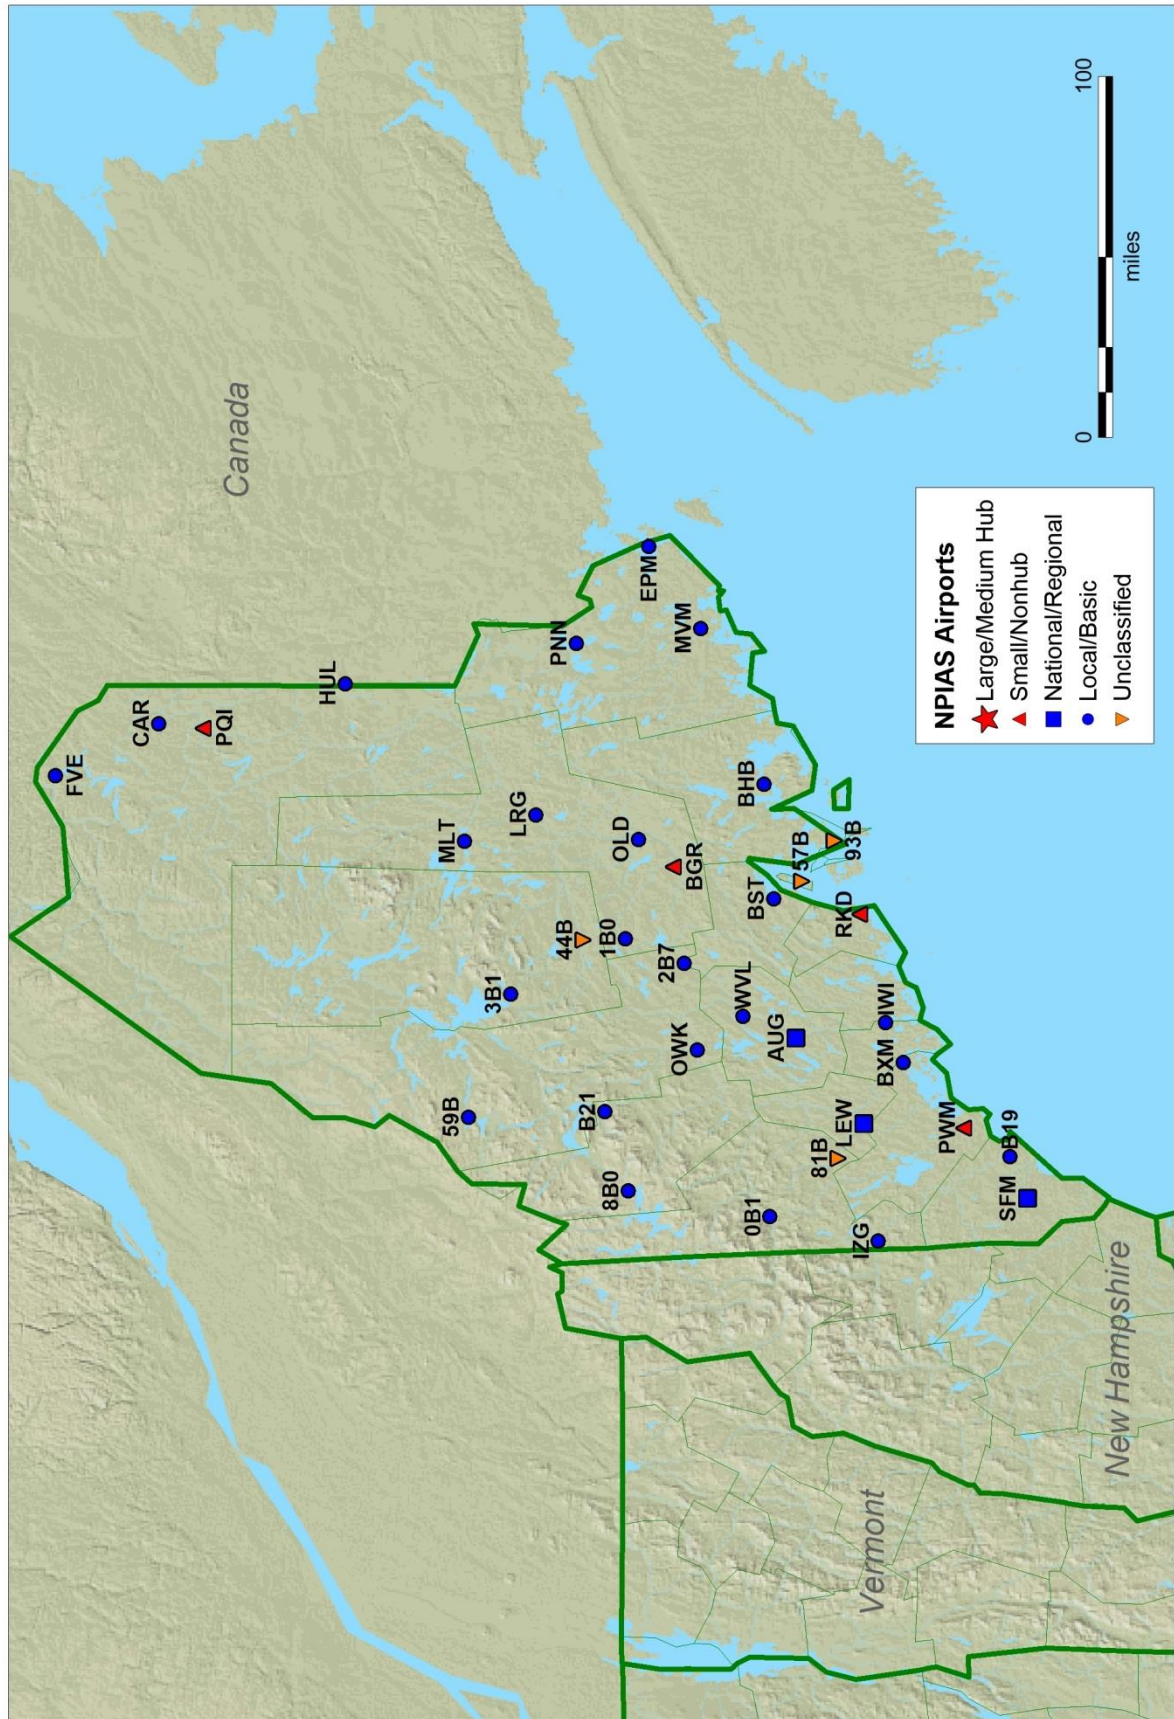 Canada
FVE
CAR
PQI
HUL
MLT
LRG
PNN
EPM
MVM
59B
3B1
44B
1B0
OLD
BGR
B21
8B0
2B7
OWK
WVL
BHB
0B1
AUG
BST
57B
93B
81B
LEW
RKD
IZG
BXM
IWI
PWM
B19
SFM
Vermont
New Hampshire
NPIAS Airports
Large/Medium Hub
Small/Nonhub
National/Regional
Local/Basic
Unclassified
0
100
miles